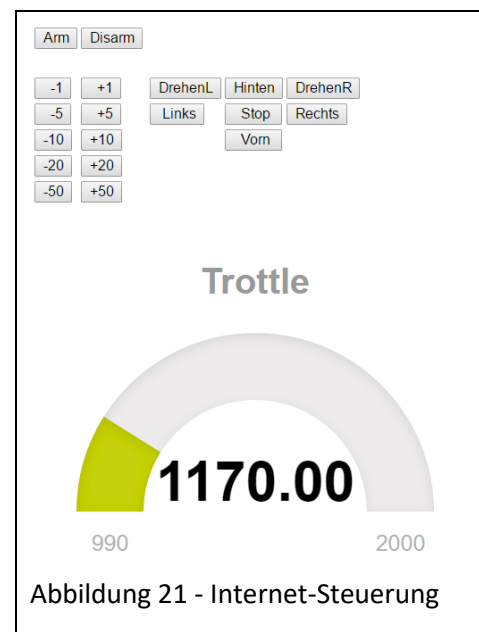 Arm Disarm
-1 +1 DrehenL Hinten DrehenR
-5 +5 Links Stop Rechts
-10 +10 Vorn
-20 +20
-50 +50
Trottle
1170.00
990 2000
Abbildung 21 - Internet-Steuerung